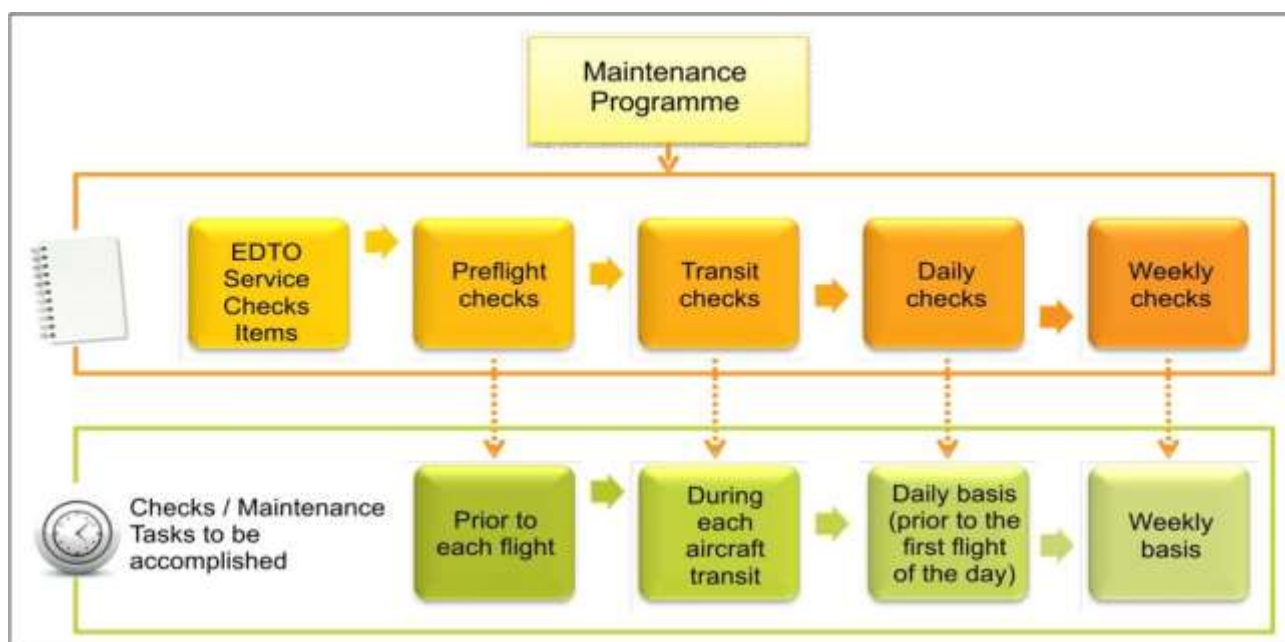 Maintenance
Programme
EDTO
Service
Checks
Items
Preflight
checks
Transit
checks
Daily
checks
Weekly
checks
Checks / Maintenance
Tasks to be
accomplished
Prior to
each flight
During
each
aircraft
transit
Daily basis
(prior to the
first flight
of the day)
Weekly
basis